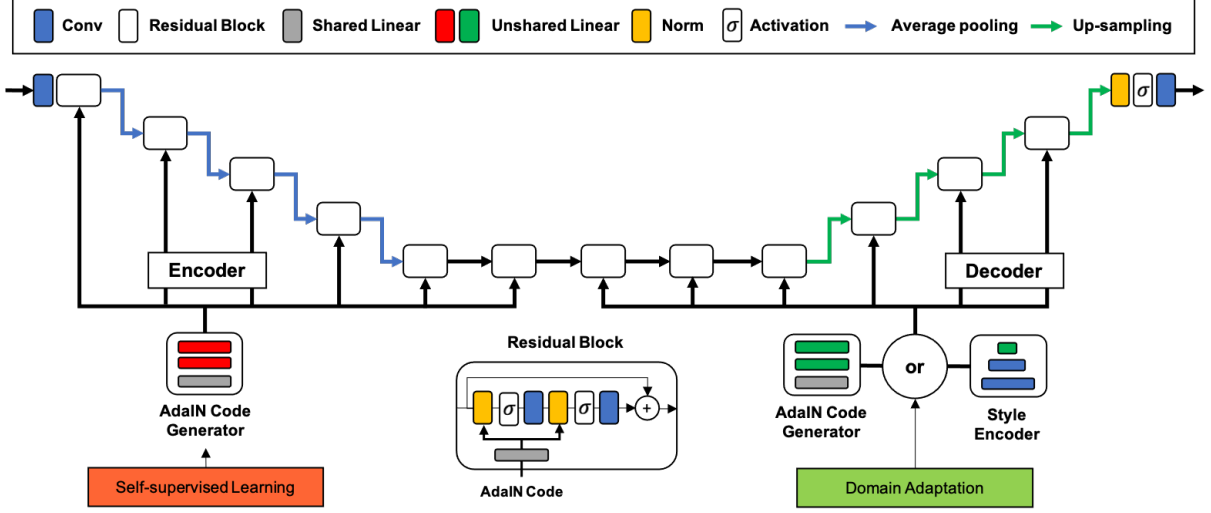 Conv Residual Block Shared Linear Unshared Linear Norm σ Activation Average pooling Up-sampling
σ
Encoder
Decoder
Residual Block
or
σ σ +
AdaIN Code
Generator
AdaIN Code
Generator
Style
Encoder
Self-supervised Learning
AdaIN Code
Domain Adaptation